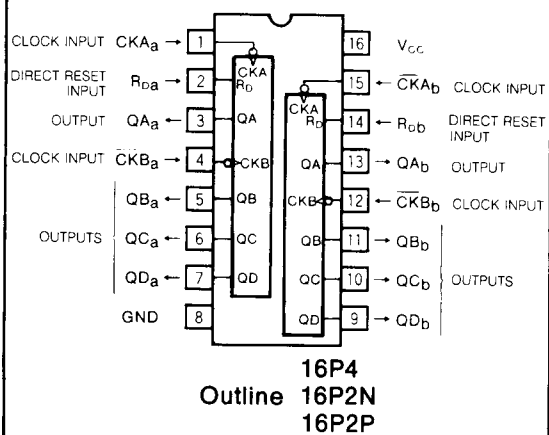 CLOCK INPUT CKAa 1 16 VCC
CKA 15 C̅K̅Ab CLOCK INPUT
DIRECT RESET INPUT RDa 2 RD
CKA RD 14 RDb DIRECT RESET INPUT
OUTPUT QAa 3 QA
QA 13 QAb OUTPUT
CLOCK INPUT C̅K̅Ba 4 CKB
CKB 12 C̅K̅Bb CLOCK INPUT
QBa 5 QB
QB 11 QBb
OUTPUTS QCa 6 QC
QC 10 QCb OUTPUTS
QDa 7 QD
GND 8 QD 9 QDb
16P4
Outline 16P2N
16P2P